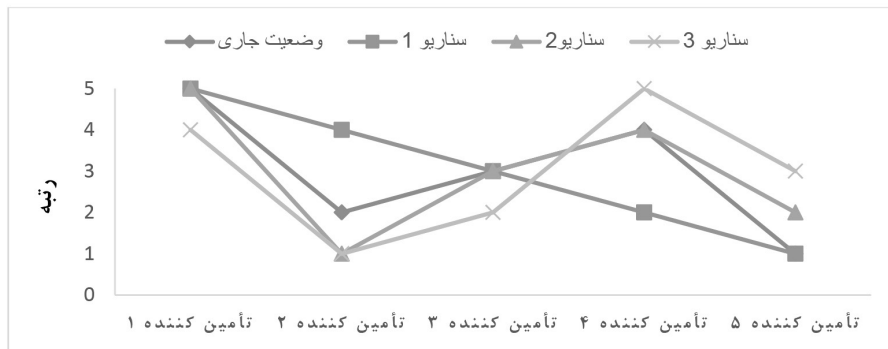 وضعیت جاری سناریو 1 سناریو2 سناریو 3
5
4
3
2
1
0
رتبه
تأمین کننده ۱ تأمین کننده ۲ تأمین کننده ۳ تأمین کننده ۴ تأمین کننده ۵